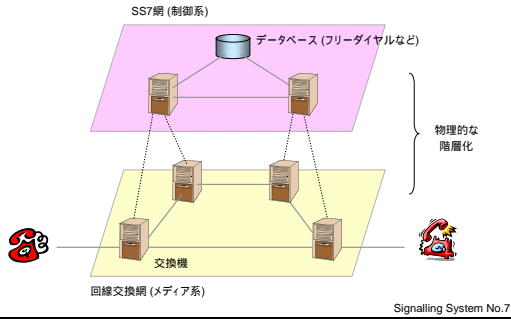 SS7網 (制御系)
データベース (フリーダイヤルなど)
物理的な
階層化
交換機
回線交換網 (メディア系)
Signalling System No.7